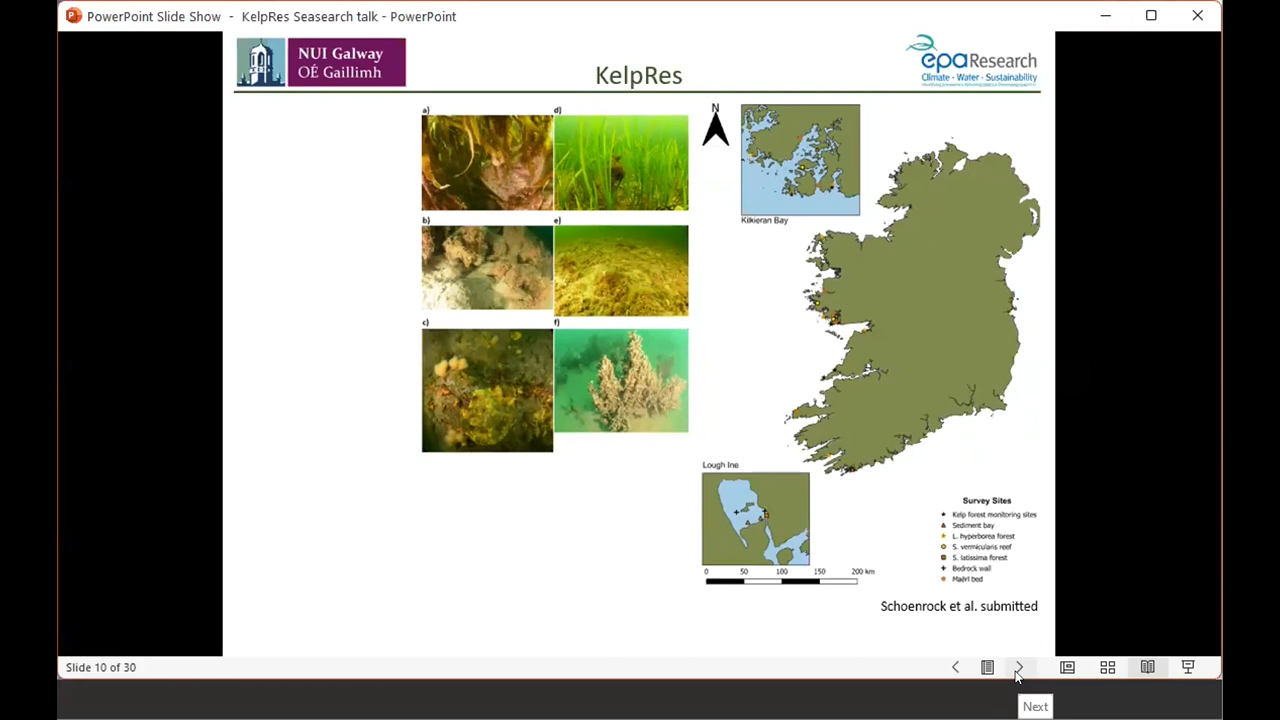 PowerPoint Slide Show - KelpRes Seasearch talk - PowerPoint
NUI Galway
OÉ Gaillimh
KelpRes
epaResearch
Climate · Water · Sustainability
a)
d)
b)
e)
c)
f)
N
Kilkieran Bay
Lough Ine
0 50 100 150 200 km
Survey Sites
Kelp forest monitoring sites
Sediment bay
L. hyperborea forest
S. vermicularis reef
S. latissima forest
Bedrock wall
Maërl bed
Schoenrock et al. submitted
Slide 10 of 30
Next